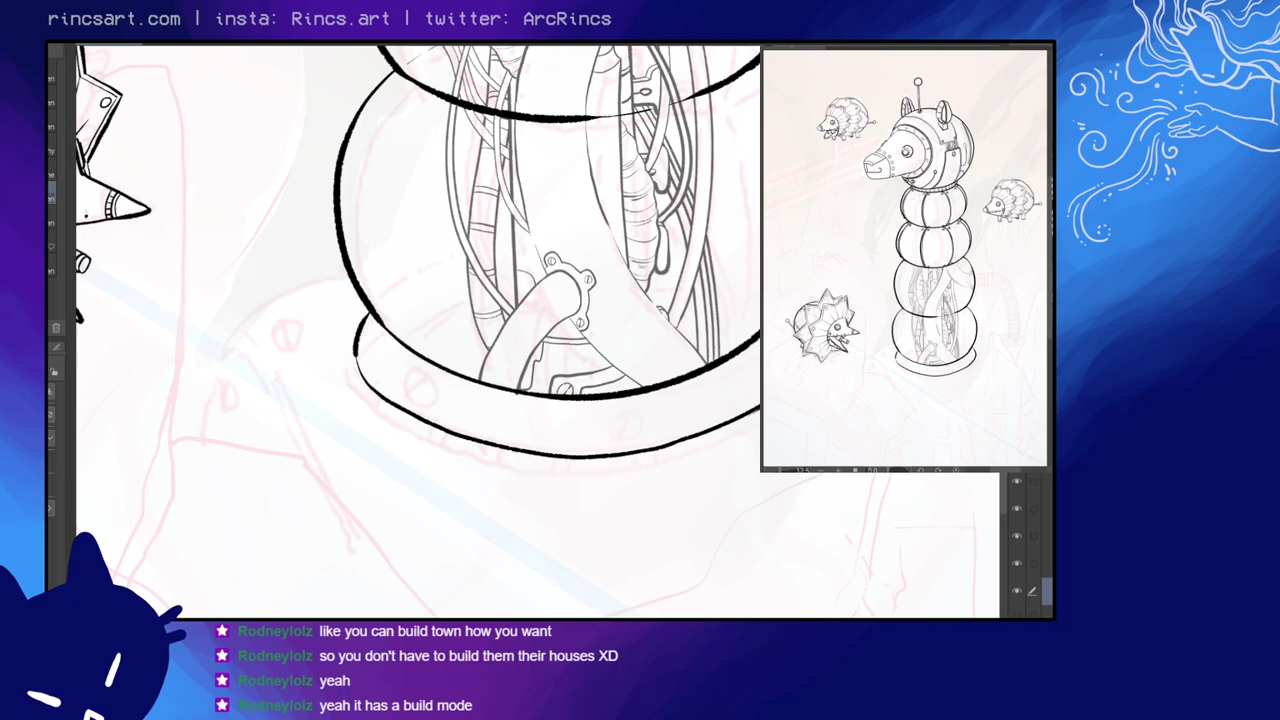 rincsart.com | insta: Rincs.art | twitter: ArcRincs
Rodneylolz like you can build town how you want
Rodneylolz so you don't have to build them their houses XD
Rodneylolz yeah
Rodneylolz yeah it has a build mode